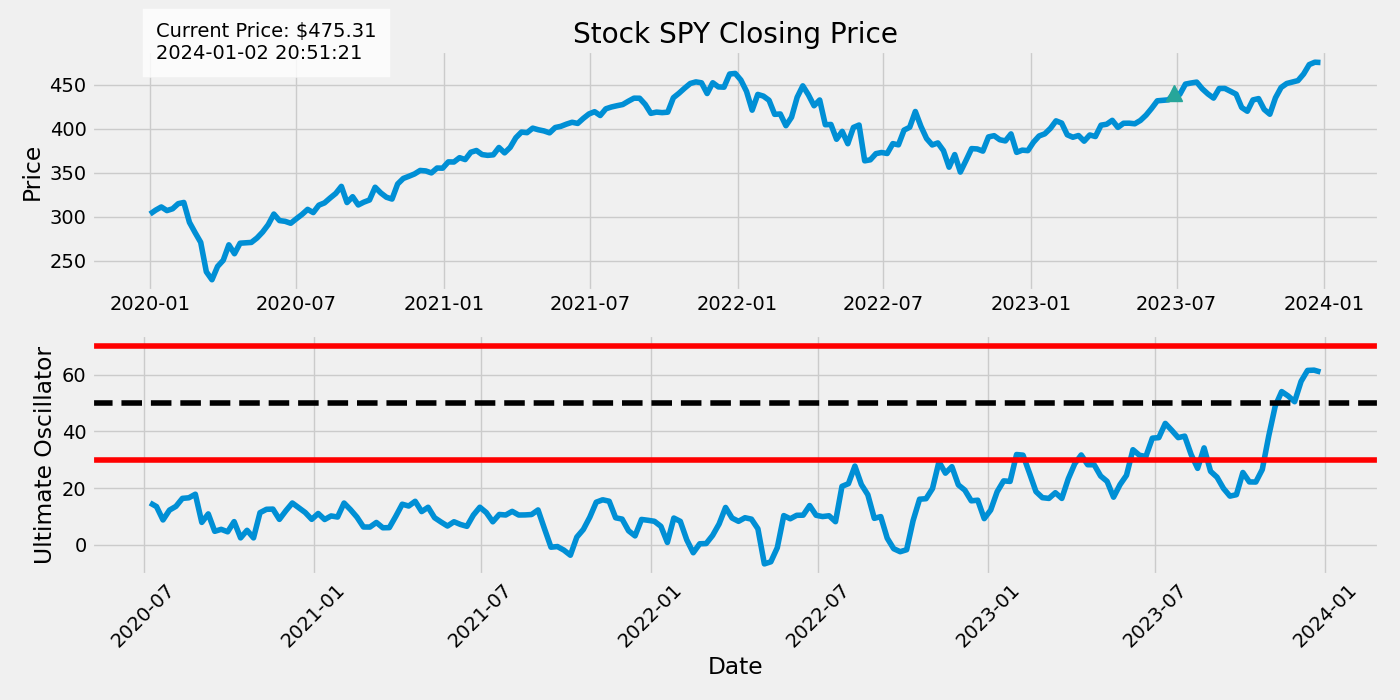 Current Price: $475.31
2024-01-02 20:51:21
Stock SPY Closing Price
Price
450
400
350
300
250
2020-01 2020-07 2021-01 2021-07 2022-01 2022-07 2023-01 2023-07 2024-01
Ultimate Oscillator
60
40
20
0
2020-07 2021-01 2021-07 2022-01 2022-07 2023-01 2023-07 2024-01
Date